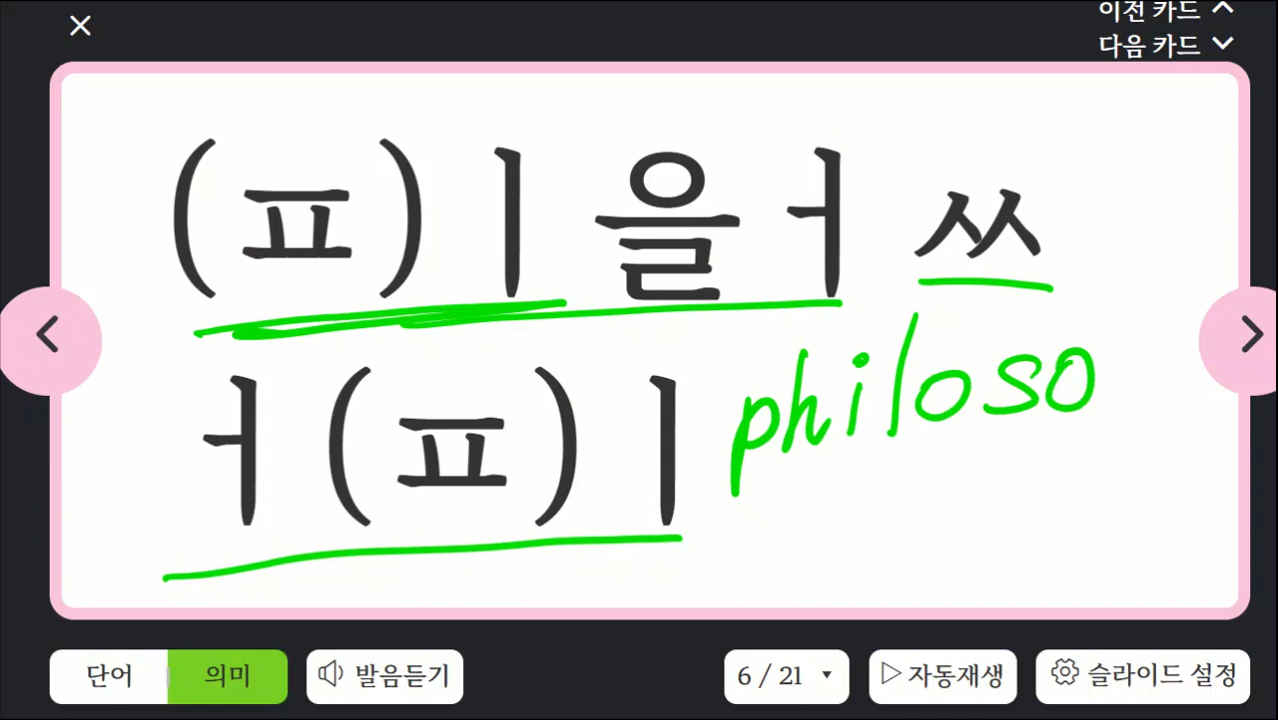 이전 카드
다음 카드
(ㅍ)ㅣ을ㅓ ㅆ
ㅓ(ㅍ)ㅣ
philoso
단어 의미 발음듣기 6 / 21 자동재생 슬라이드 설정